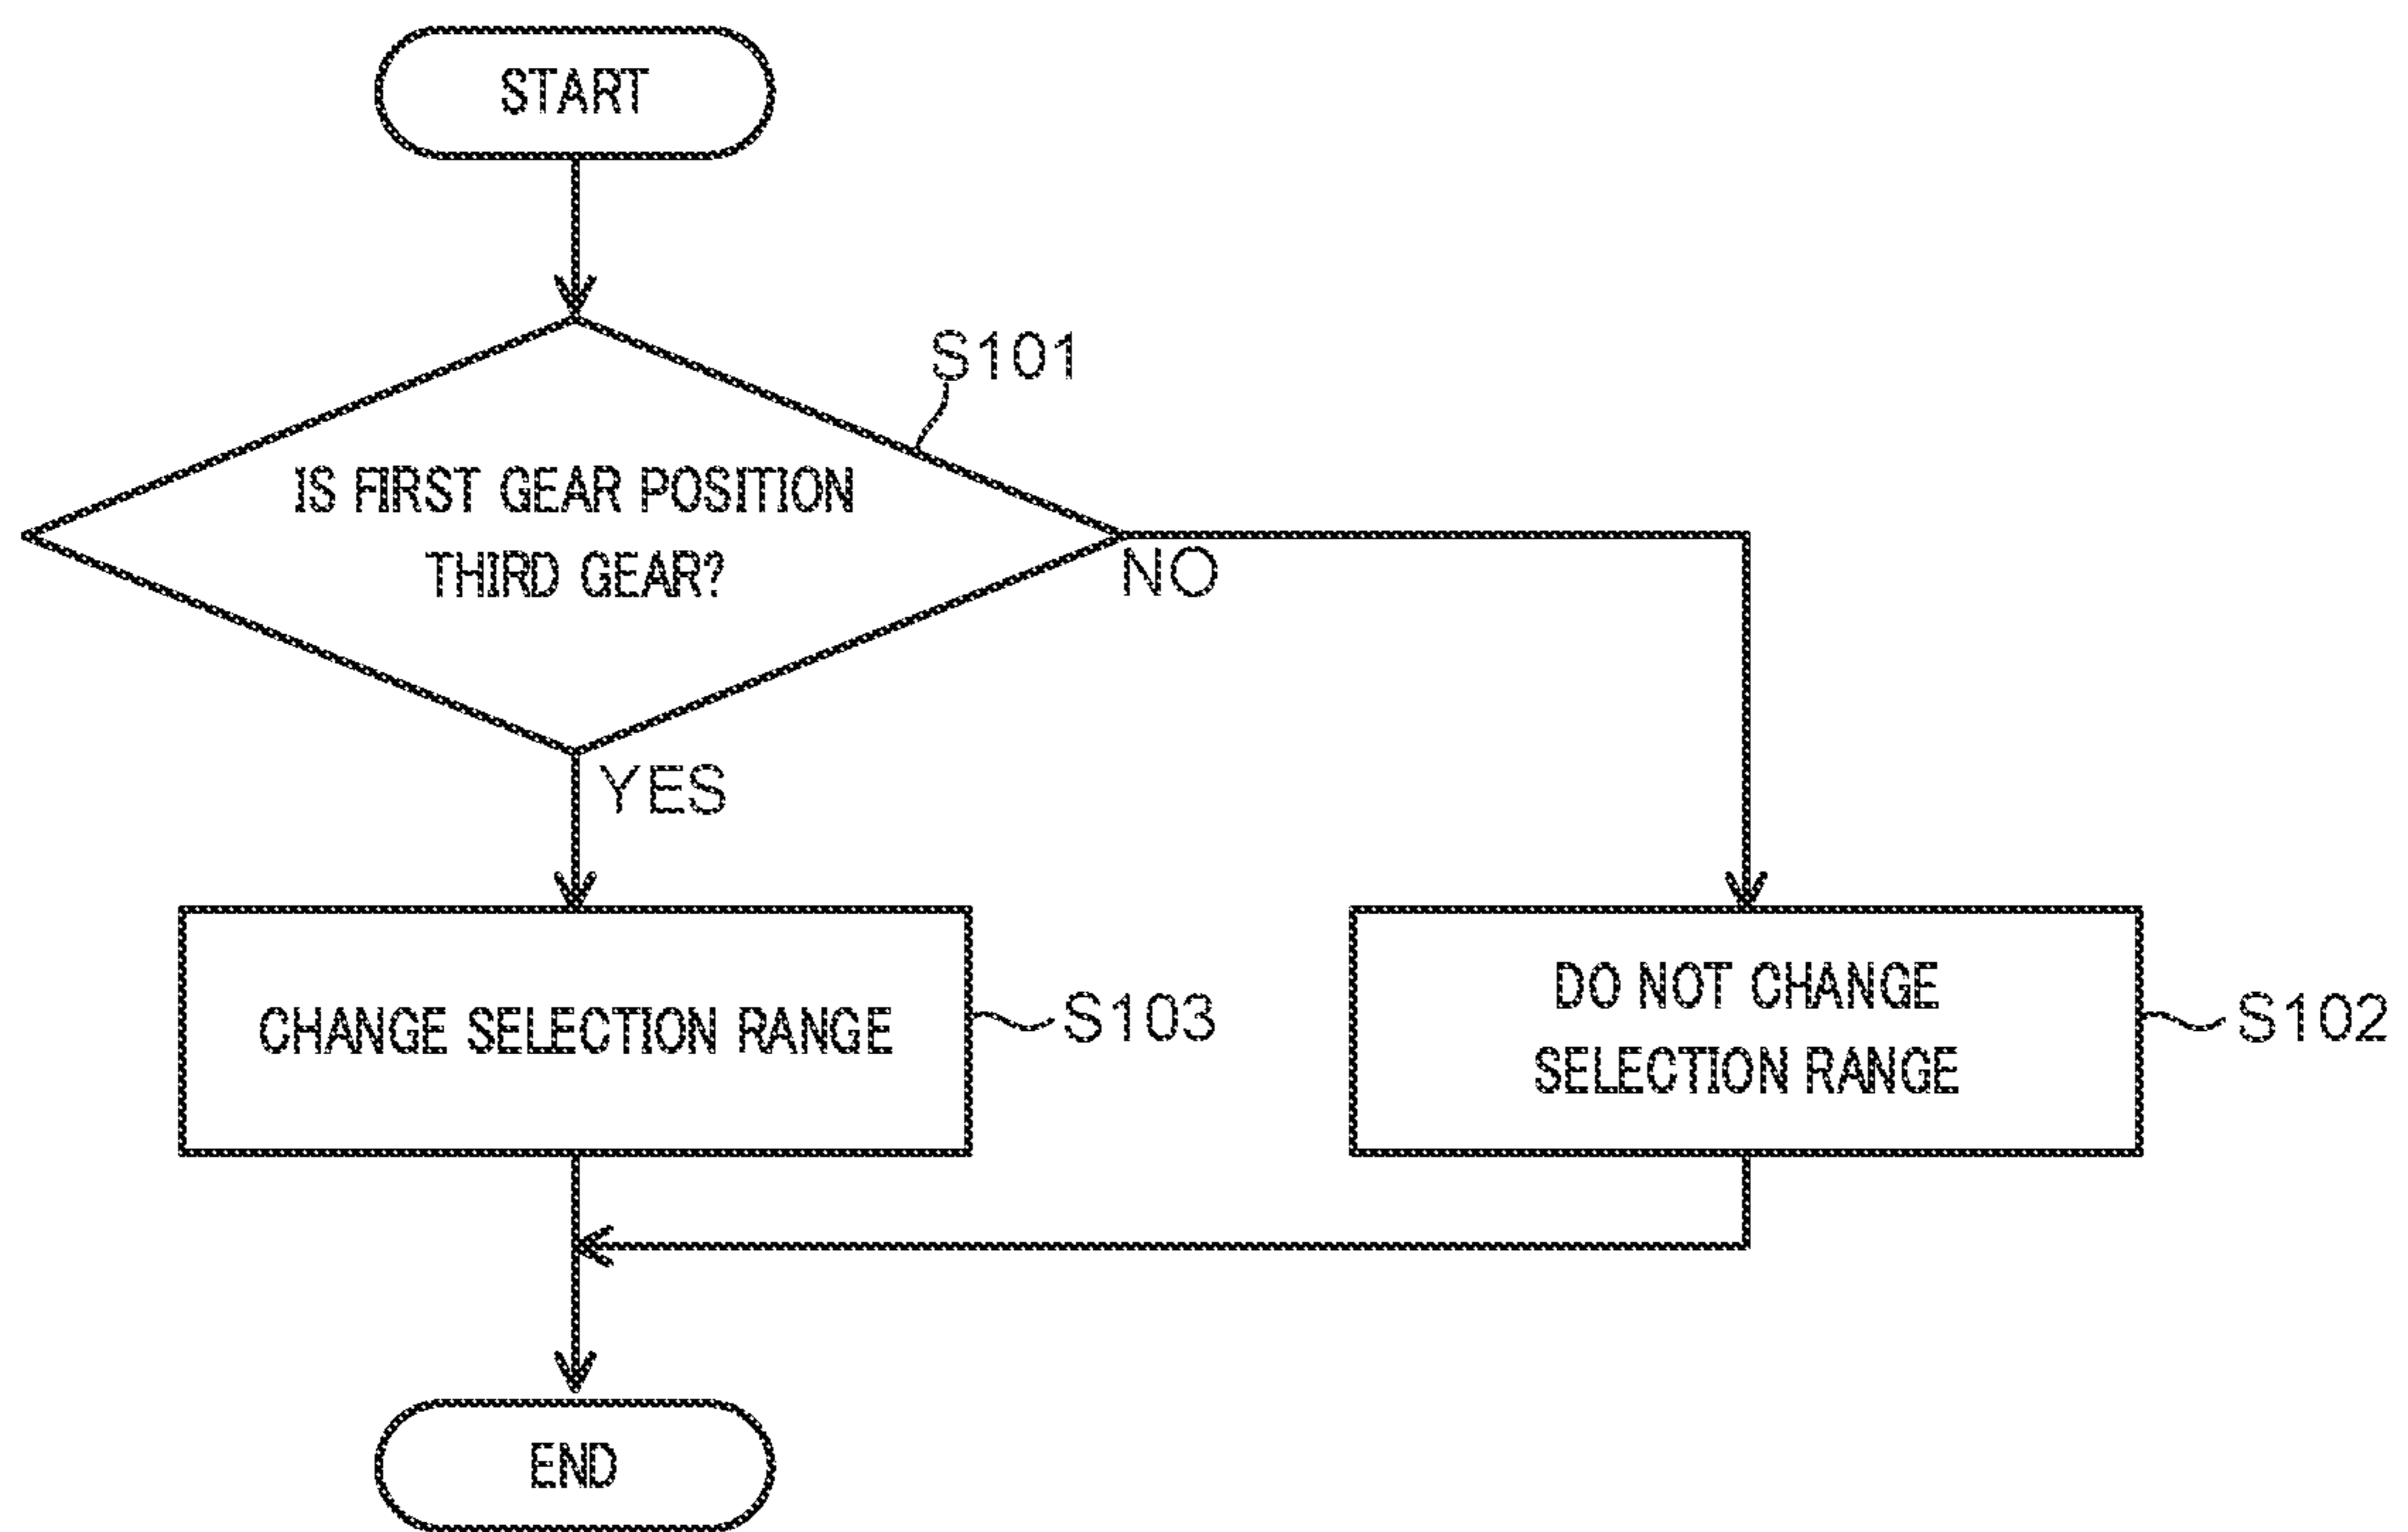 START
S101
IS FIRST GEAR POSITION
THIRD GEAR?
NO
YES
CHANGE SELECTION RANGE
S103
DO NOT CHANGE
SELECTION RANGE
S102
END